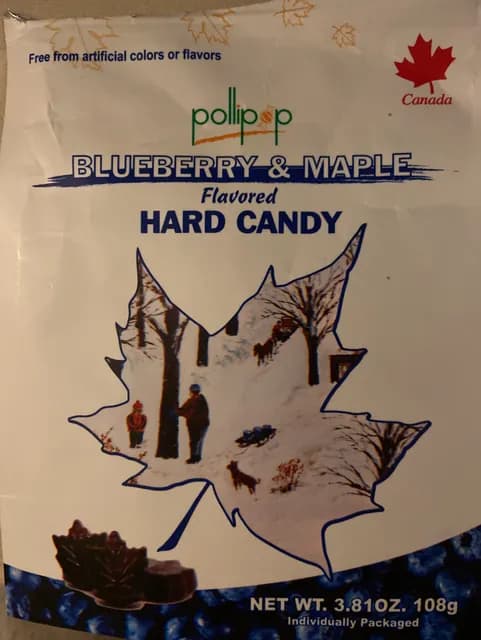 Free from artificial colors or flavors
Canada
pollipop
BLUEBERRY & MAPLE
Flavored
HARD CANDY
NET WT. 3.81OZ. 108g
Individually Packaged